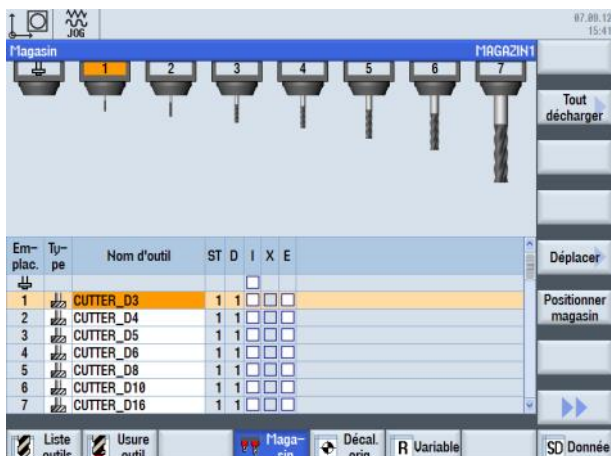 JOG
07.09.12
15:41
Magasin
MAGAZIN1
1 2 3 4 5 6 7
Tout
décharger
Em-
plac.
Ty-
pe
Nom d'outil
ST D I X E
Déplacer
1 CUTTER_D3 1 1
2 CUTTER_D4 1 1
3 CUTTER_D5 1 1
4 CUTTER_D6 1 1
5 CUTTER_D8 1 1
6 CUTTER_D10 1 1
7 CUTTER_D16 1 1
Positionner
magasin
Liste
outils
Usure
outil
Maga-
sin
Décal.
orig.
R Variable
SD Donnée